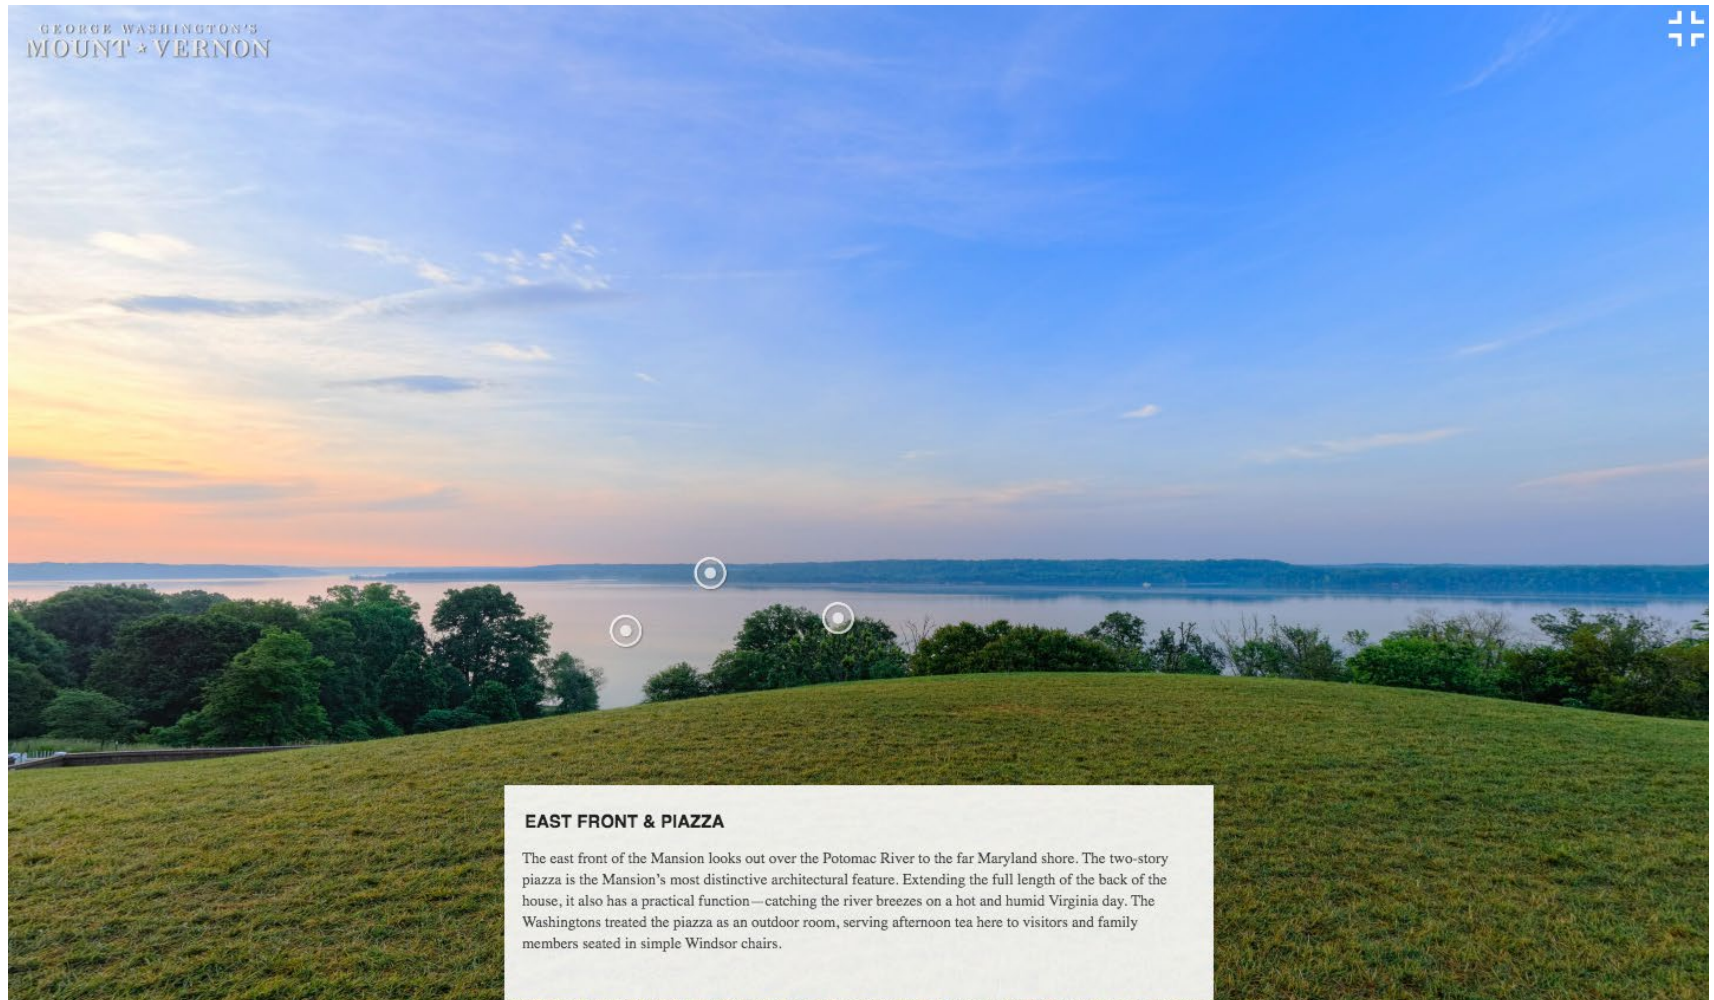 GEORGE WASHINGTON'S
MOUNT ★ VERNON
EAST FRONT & PIAZZA
The east front of the Mansion looks out over the Potomac River to the far Maryland shore. The two-story
piazza is the Mansion's most distinctive architectural feature. Extending the full length of the back of the
house, it also has a practical function—catching the river breezes on a hot and humid Virginia day. The
Washingtons treated the piazza as an outdoor room, serving afternoon tea here to visitors and family
members seated in simple Windsor chairs.